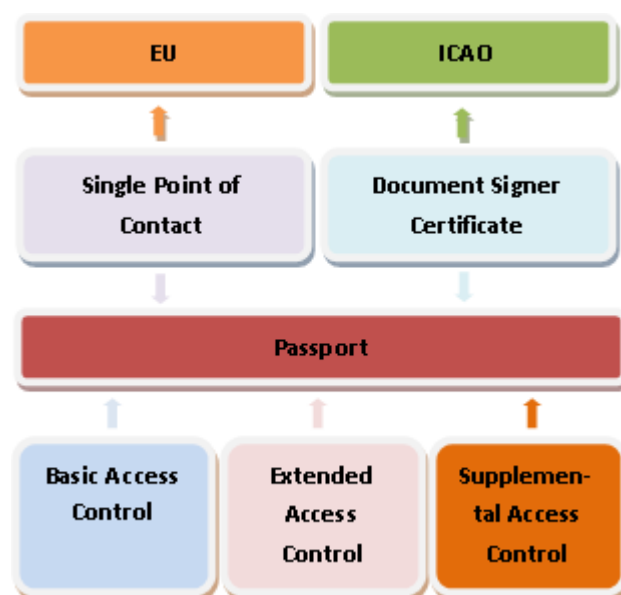 EU
ICAO
Single Point of
Contact
Document Signer
Certificate
Passport
Basic Access
Control
Extended
Access
Control
Supplemen-
tal Access
Control